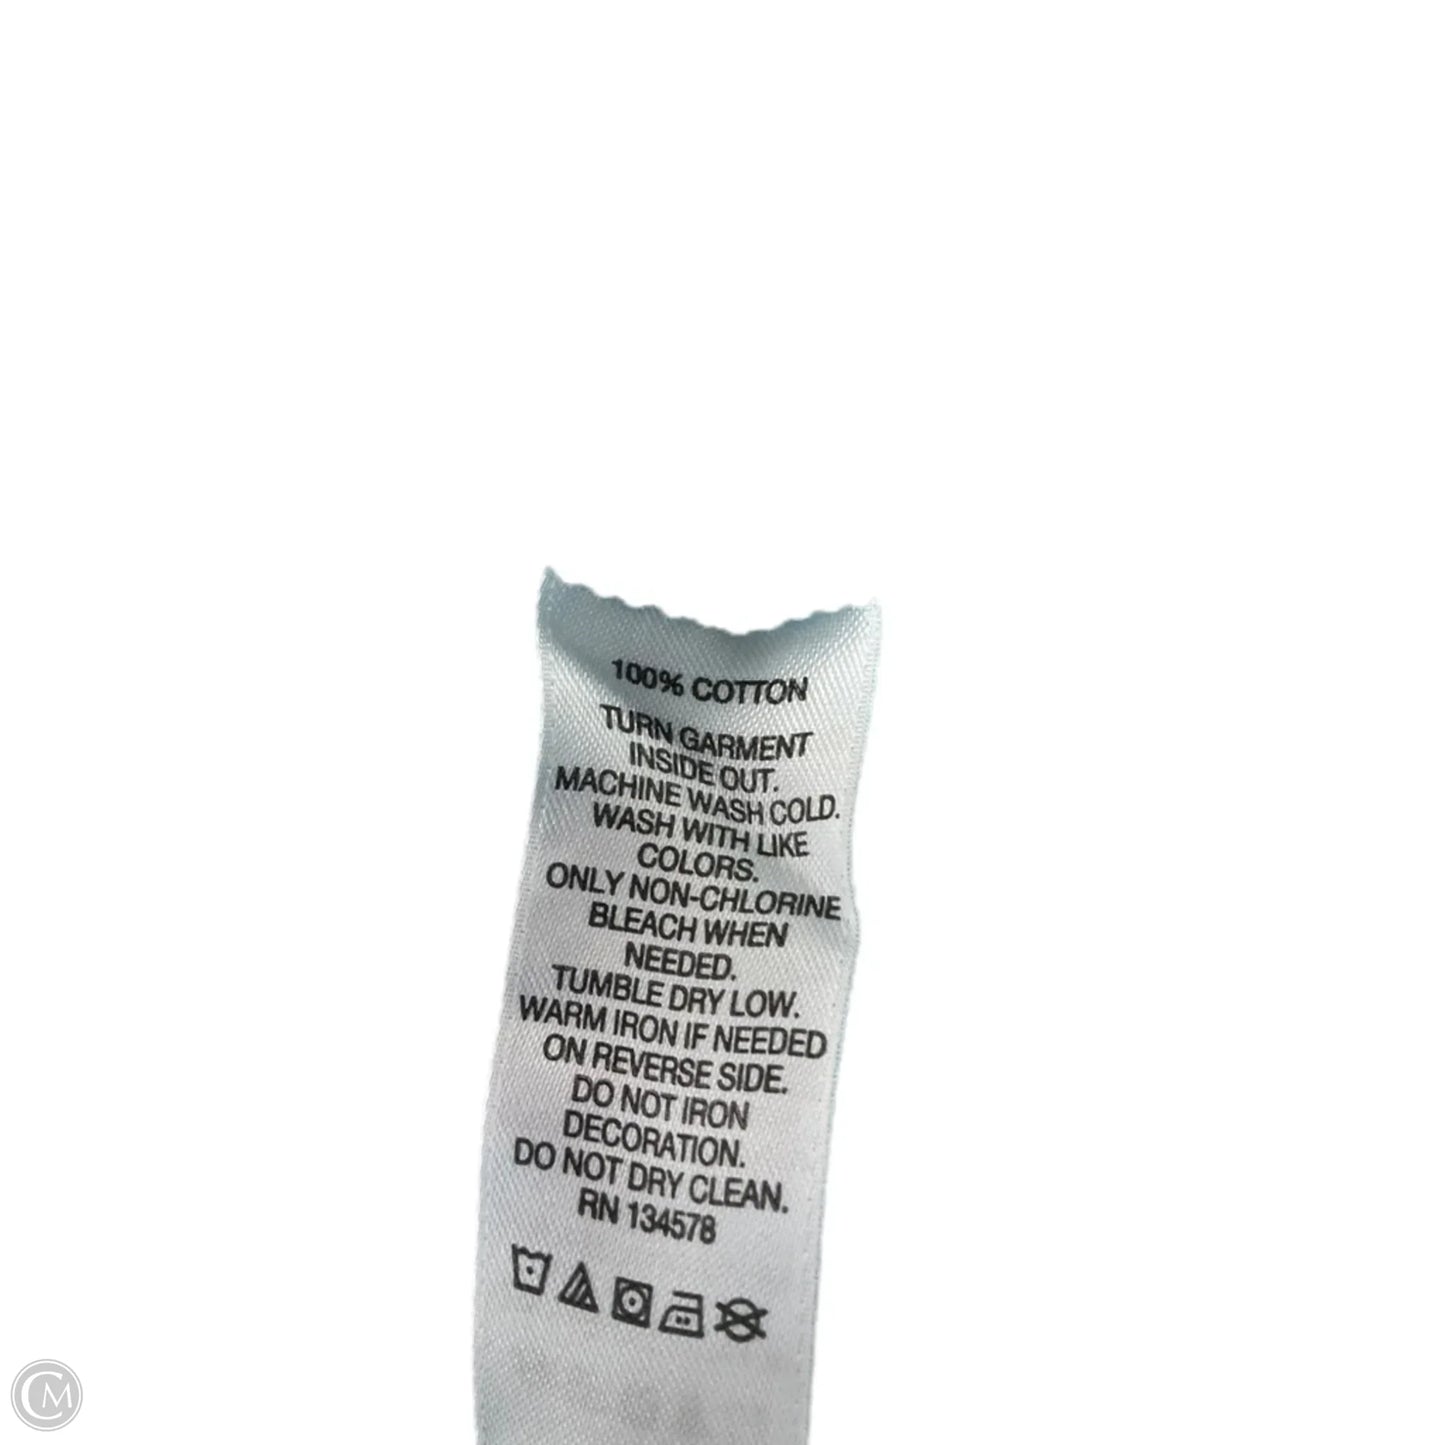 100% COTTON
TURN GARMENT
INSIDE OUT.
MACHINE WASH COLD.
WASH WITH LIKE
COLORS.
ONLY NON-CHLORINE
BLEACH WHEN
NEEDED.
TUMBLE DRY LOW.
WARM IRON IF NEEDED
ON REVERSE SIDE.
DO NOT IRON
DECORATION.
DO NOT DRY CLEAN.
RN 134578
CM